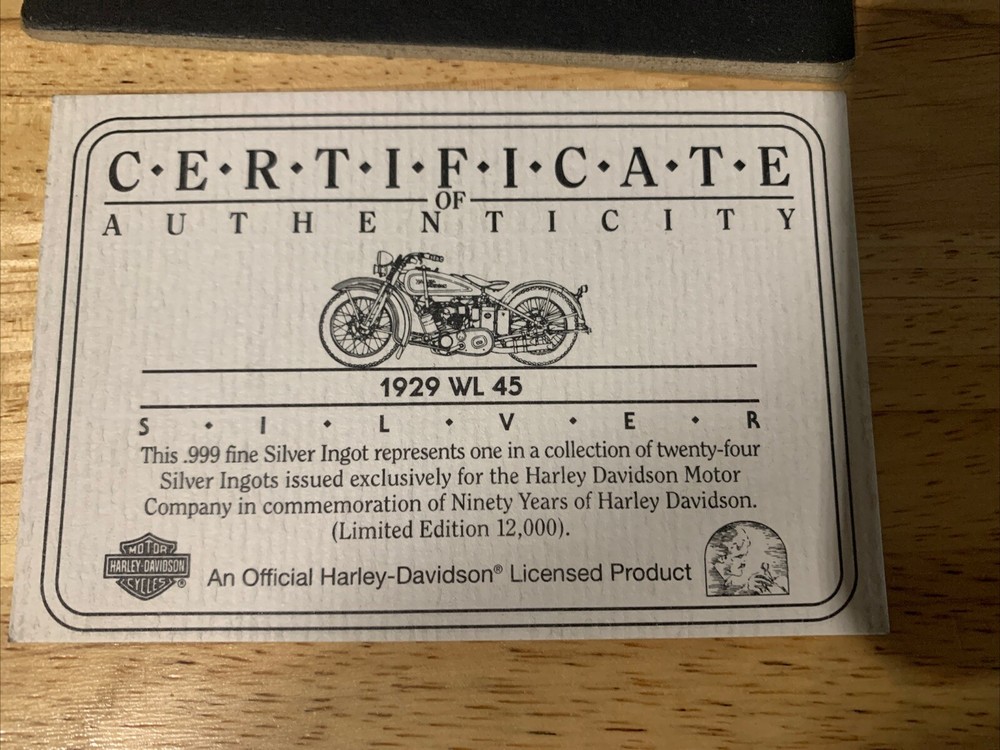 C·E·R·T·I·F·I·C·A·T·E
OF
AUTHENTICITY
1929 WL 45
S·I·L·V·E·R
This .999 fine Silver Ingot represents one in a collection of twenty-four
Silver Ingots issued exclusively for the Harley Davidson Motor
Company in commemoration of Ninety Years of Harley Davidson.
(Limited Edition 12,000).
MOTOR
HARLEY-DAVIDSON
CYCLES ®
An Official Harley-Davidson® Licensed Product